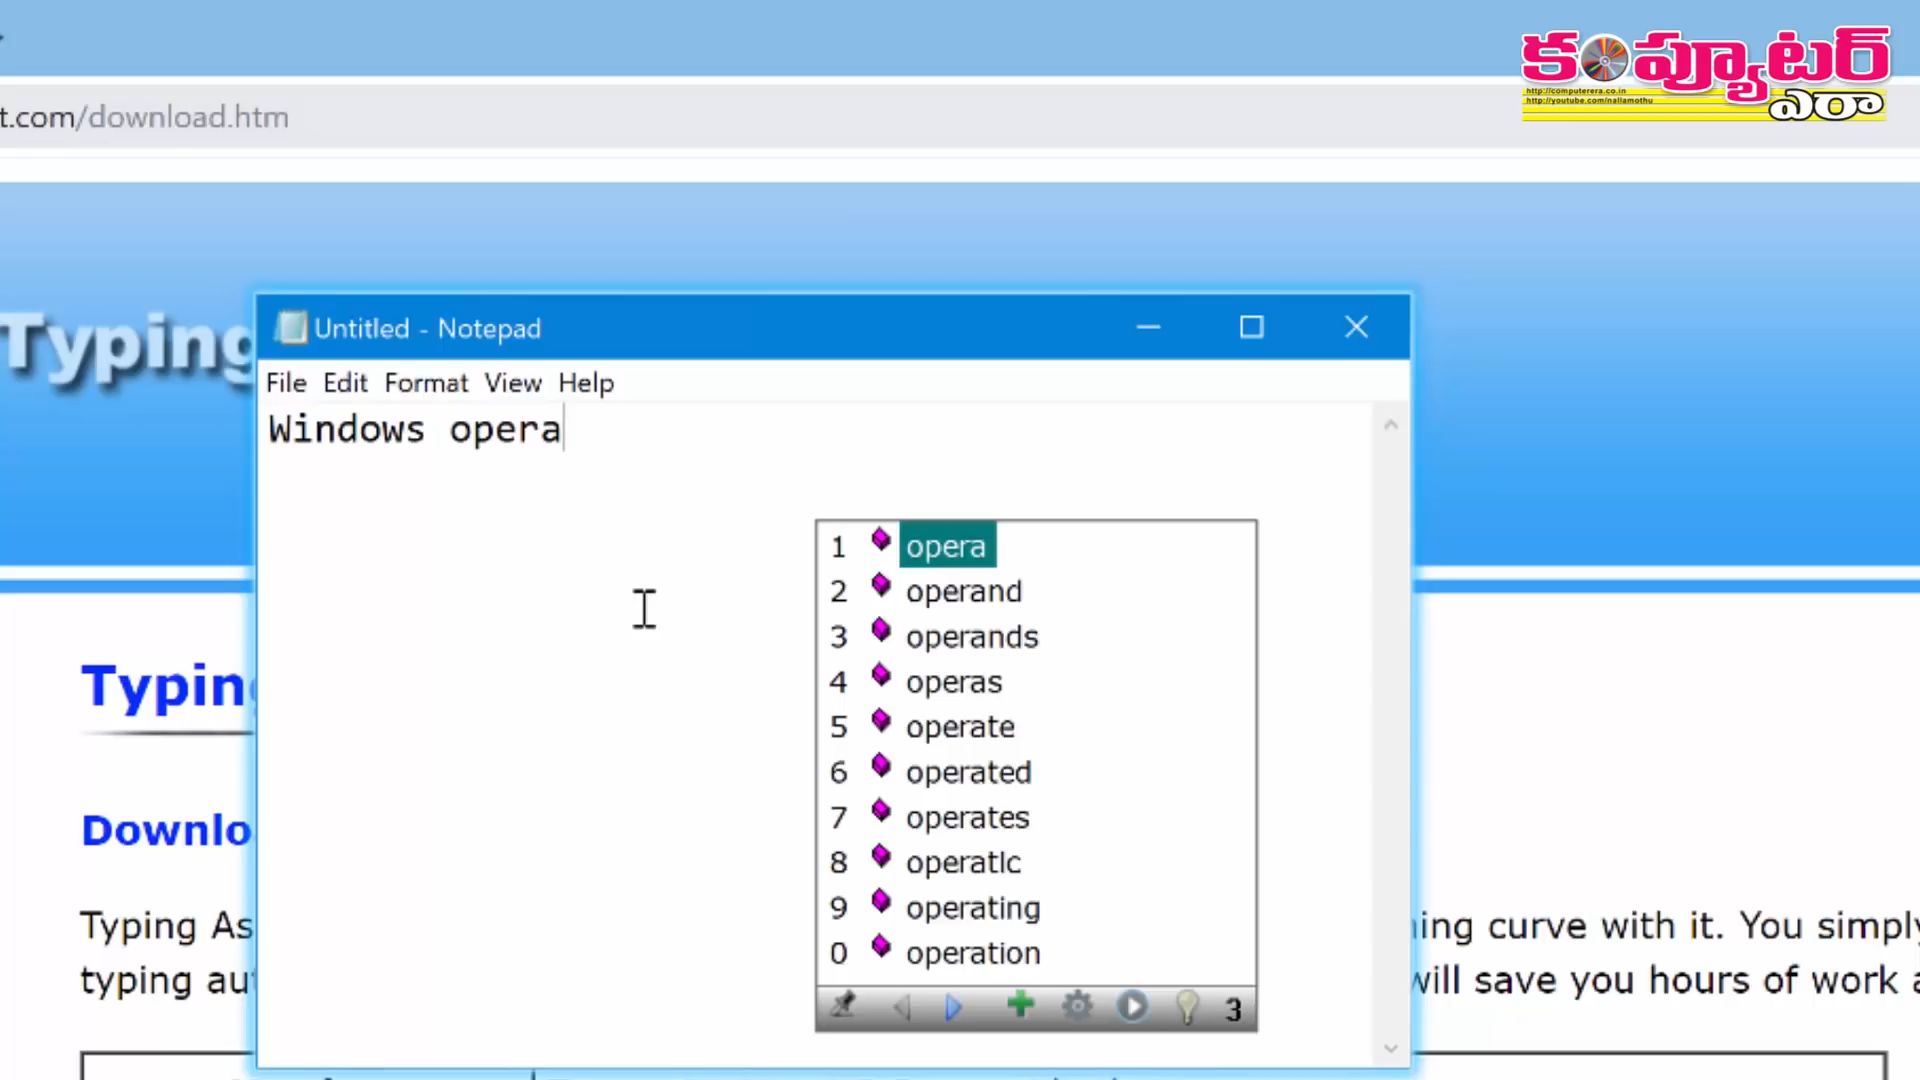 కంప్యూటర్
http://computerera.co.in
http://youtube.com/nallamothu
ఎరా
t.com/download.htm
Typing
Untitled - Notepad
File Edit Format View Help
Windows opera
1 opera
2 operand
3 operands
4 operas
5 operate
6 operated
7 operates
8 operatic
9 operating
0 operation
3
Typing
Downlo
Typing As ing curve with it. You simply
typing au will save you hours of work a